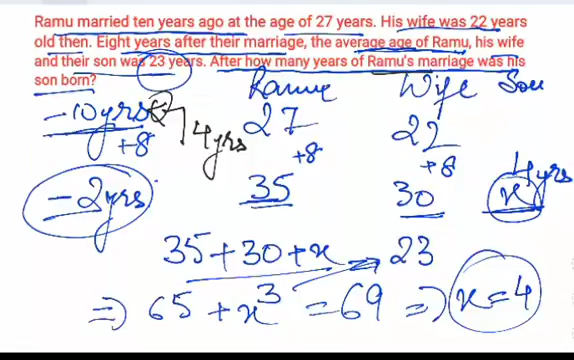 Ramu married ten years ago at the age of 27 years. His wife was 22 years
old then. Eight years after their marriage, the average age of Ramu, his wife
and their son was 23 years. After how many years of Ramu's marriage was his
son born?
Ramu Wife Son
-10yrs 4yrs 27 22
+8 +8 +8
4yrs
-2yrs 35 30 x
35+30+x = 23
3
⇒ 65 + x = 69 ⇒ x=4